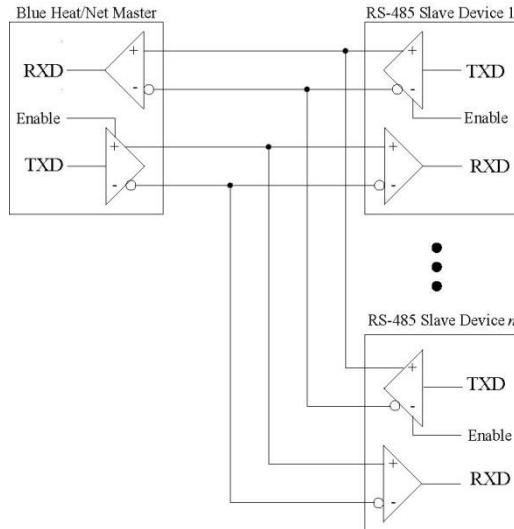 Blue Heat/Net Master
RS-485 Slave Device 1
RXD
+
-
+
-
TXD
Enable
Enable
TXD
+
-
+
-
RXD
RS-485 Slave Device n
+
-
TXD
Enable
+
-
RXD